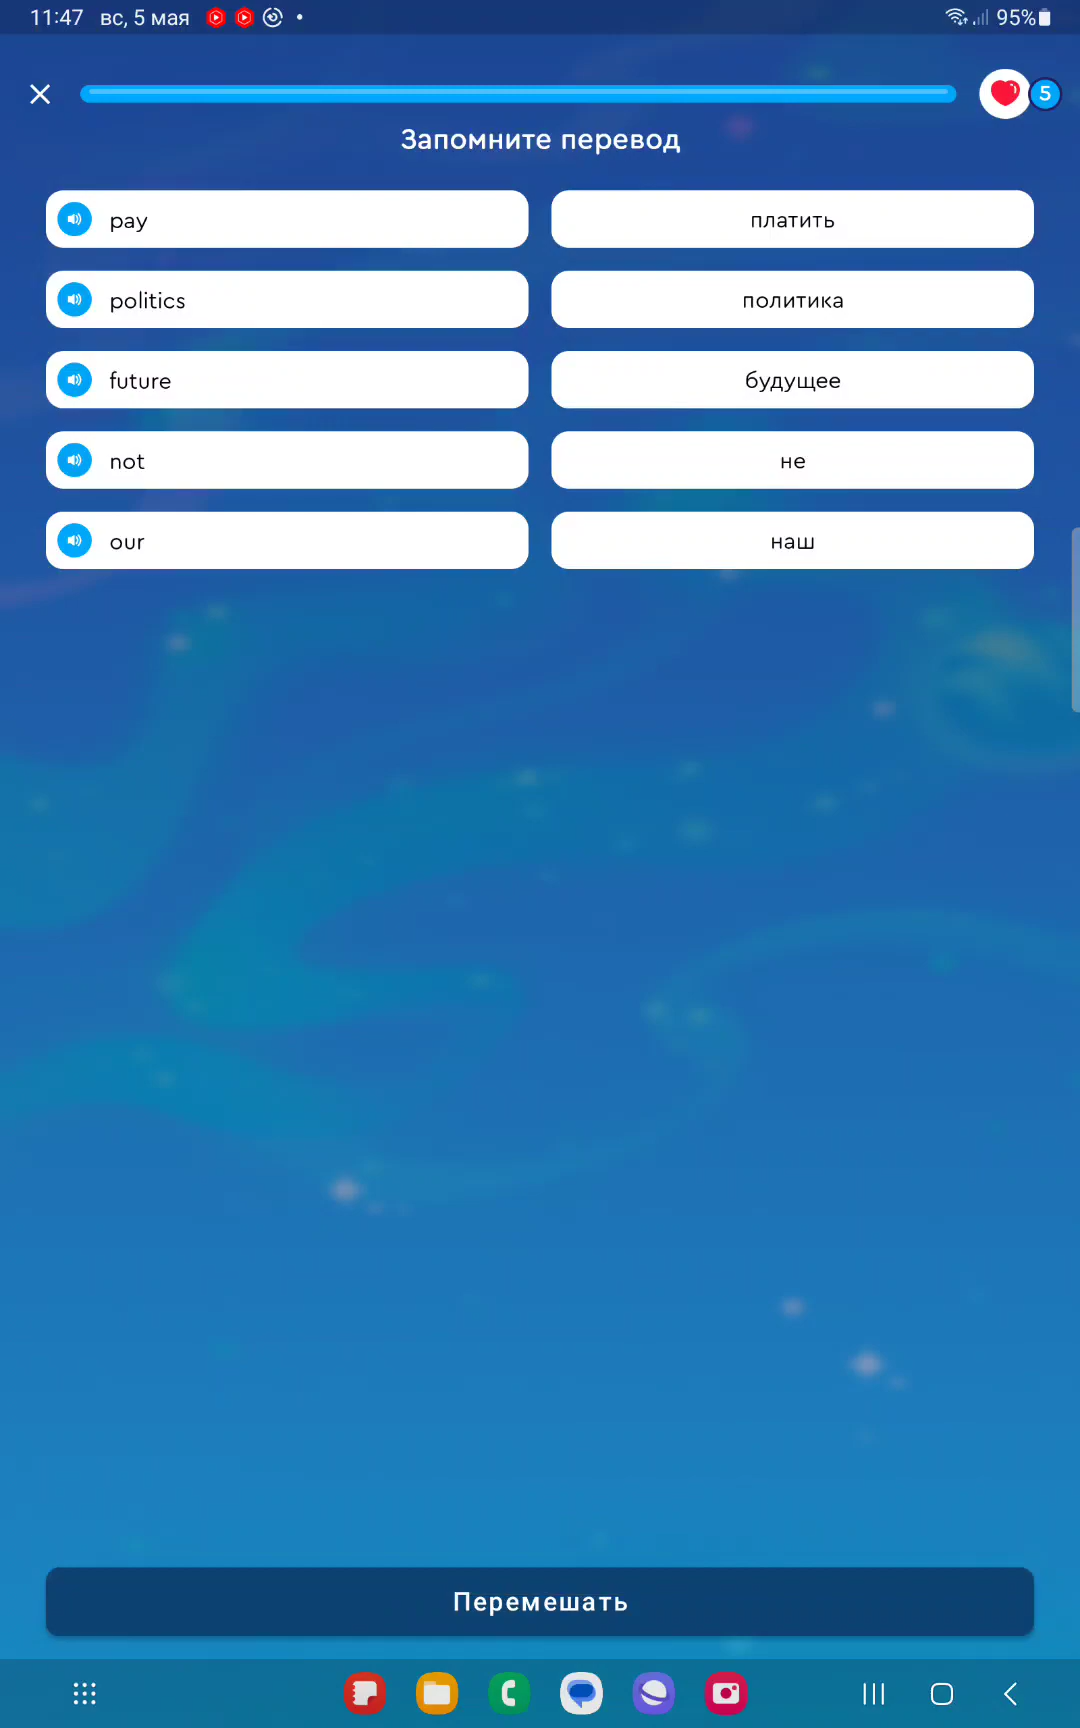 11:47 вс, 5 мая 95%
5
Запомните перевод
pay платить
politics политика
future будущее
not не
our наш
Перемешать